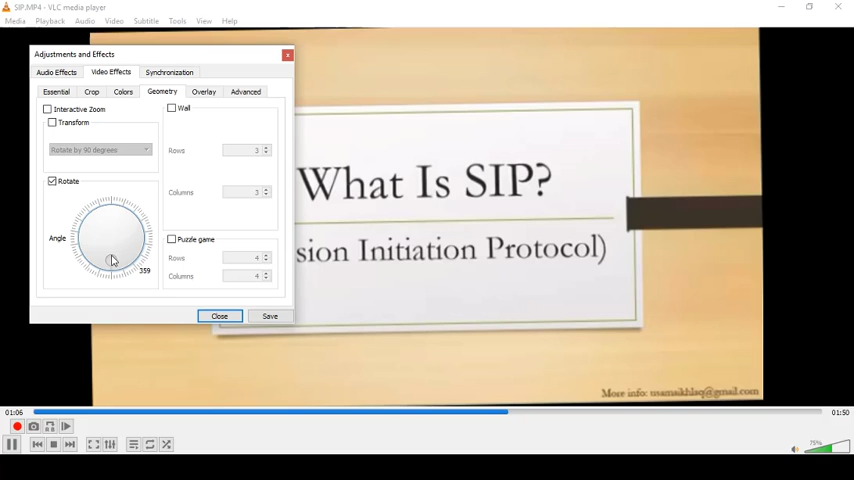 SIP.MP4 - VLC media player
Media Playback Audio Video Subtitle Tools View Help
Adjustments and Effects
Audio Effects Video Effects Synchronization
Essential Crop Colors Geometry Overlay Advanced
Interactive Zoom
Transform
Rotate by 90 degrees
Rotate
Angle
359
Wall
Rows 3
Columns 3
Puzzle game
Rows 4
Columns 4
Close Save
What Is SIP?
sion Initiation Protocol)
More info: usamaikhlaq@gmail.com
01:06 01:50
75%